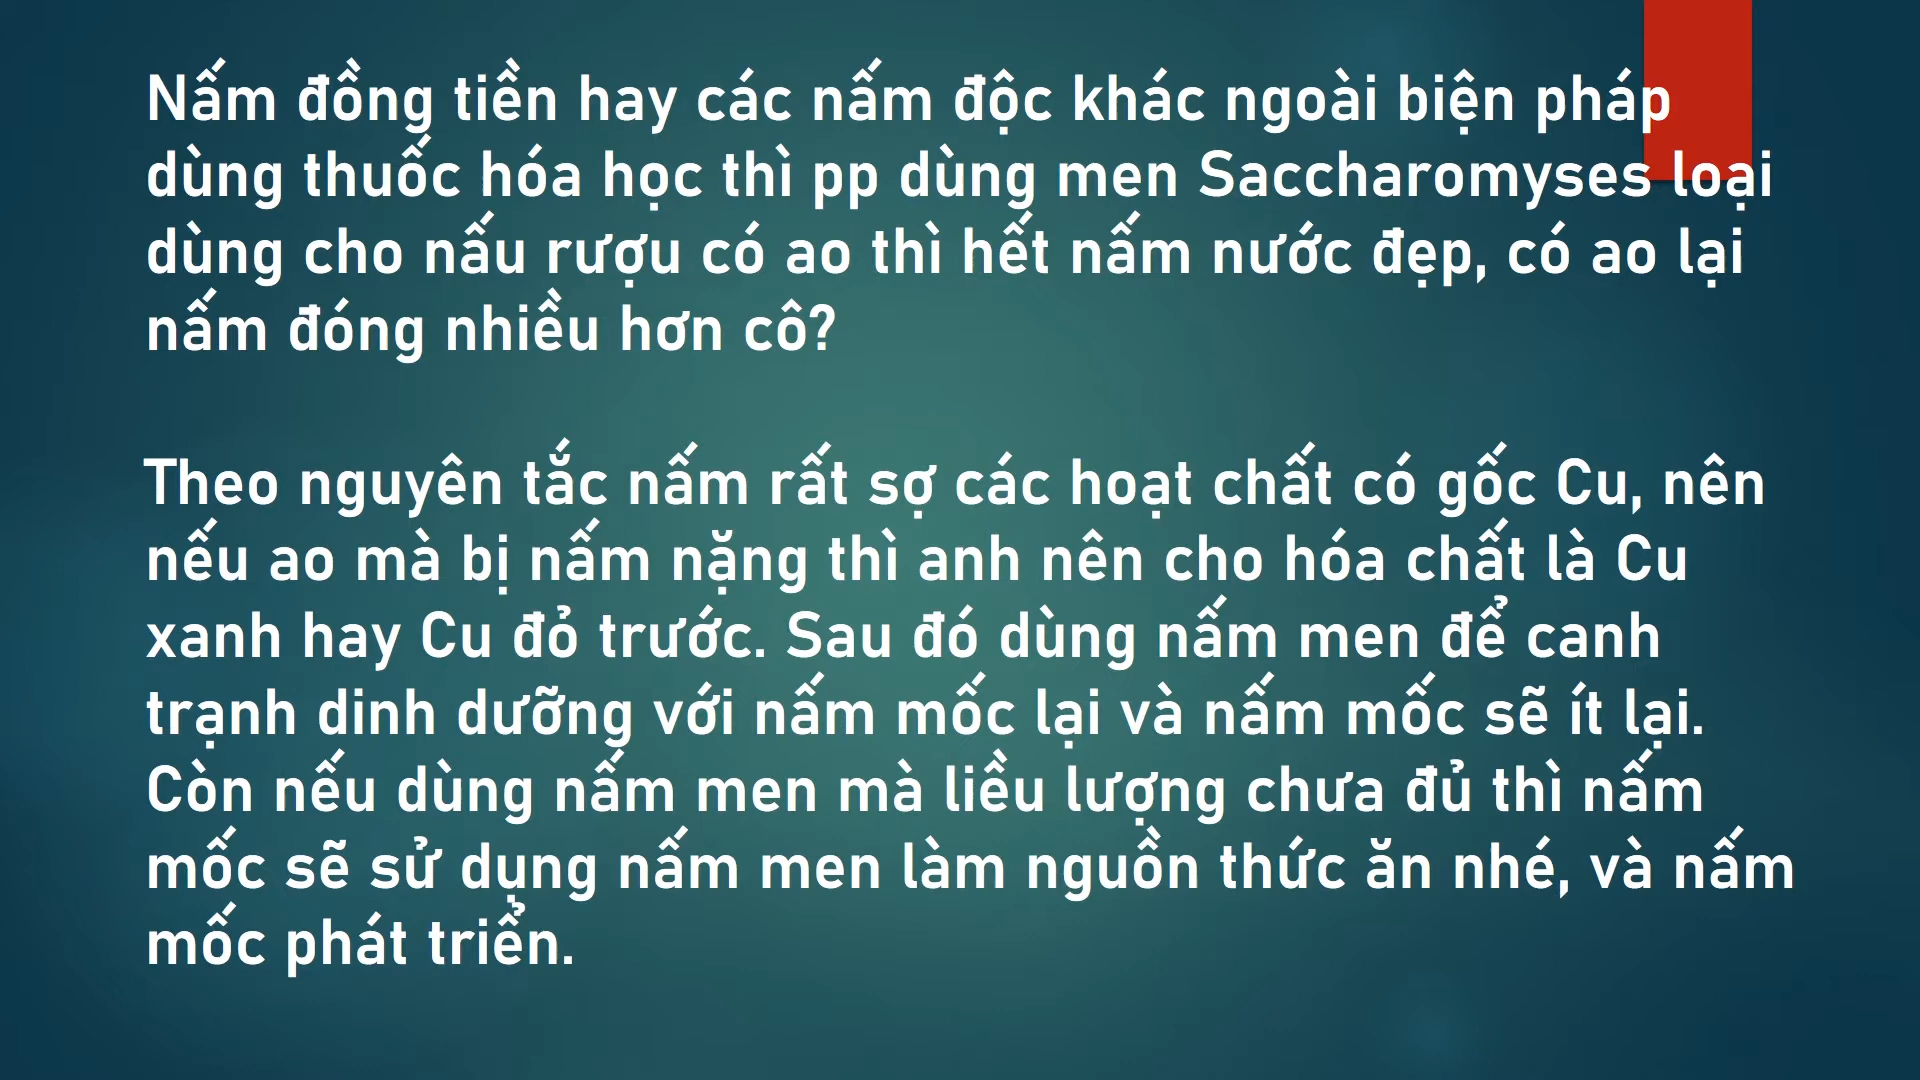 Nấm đồng tiền hay các nấm độc khác ngoài biện pháp
dùng thuốc hóa học thì pp dùng men Saccharomyses loại
dùng cho nấu rượu có ao thì hết nấm nước đẹp, có ao lại
nấm đóng nhiều hơn cô?
Theo nguyên tắc nấm rất sợ các hoạt chất có gốc Cu, nên
nếu ao mà bị nấm nặng thì anh nên cho hóa chất là Cu
xanh hay Cu đỏ trước. Sau đó dùng nấm men để canh
trạnh dinh dưỡng với nấm mốc lại và nấm mốc sẽ ít lại.
Còn nếu dùng nấm men mà liều lượng chưa đủ thì nấm
mốc sẽ sử dụng nấm men làm nguồn thức ăn nhé, và nấm
mốc phát triển.